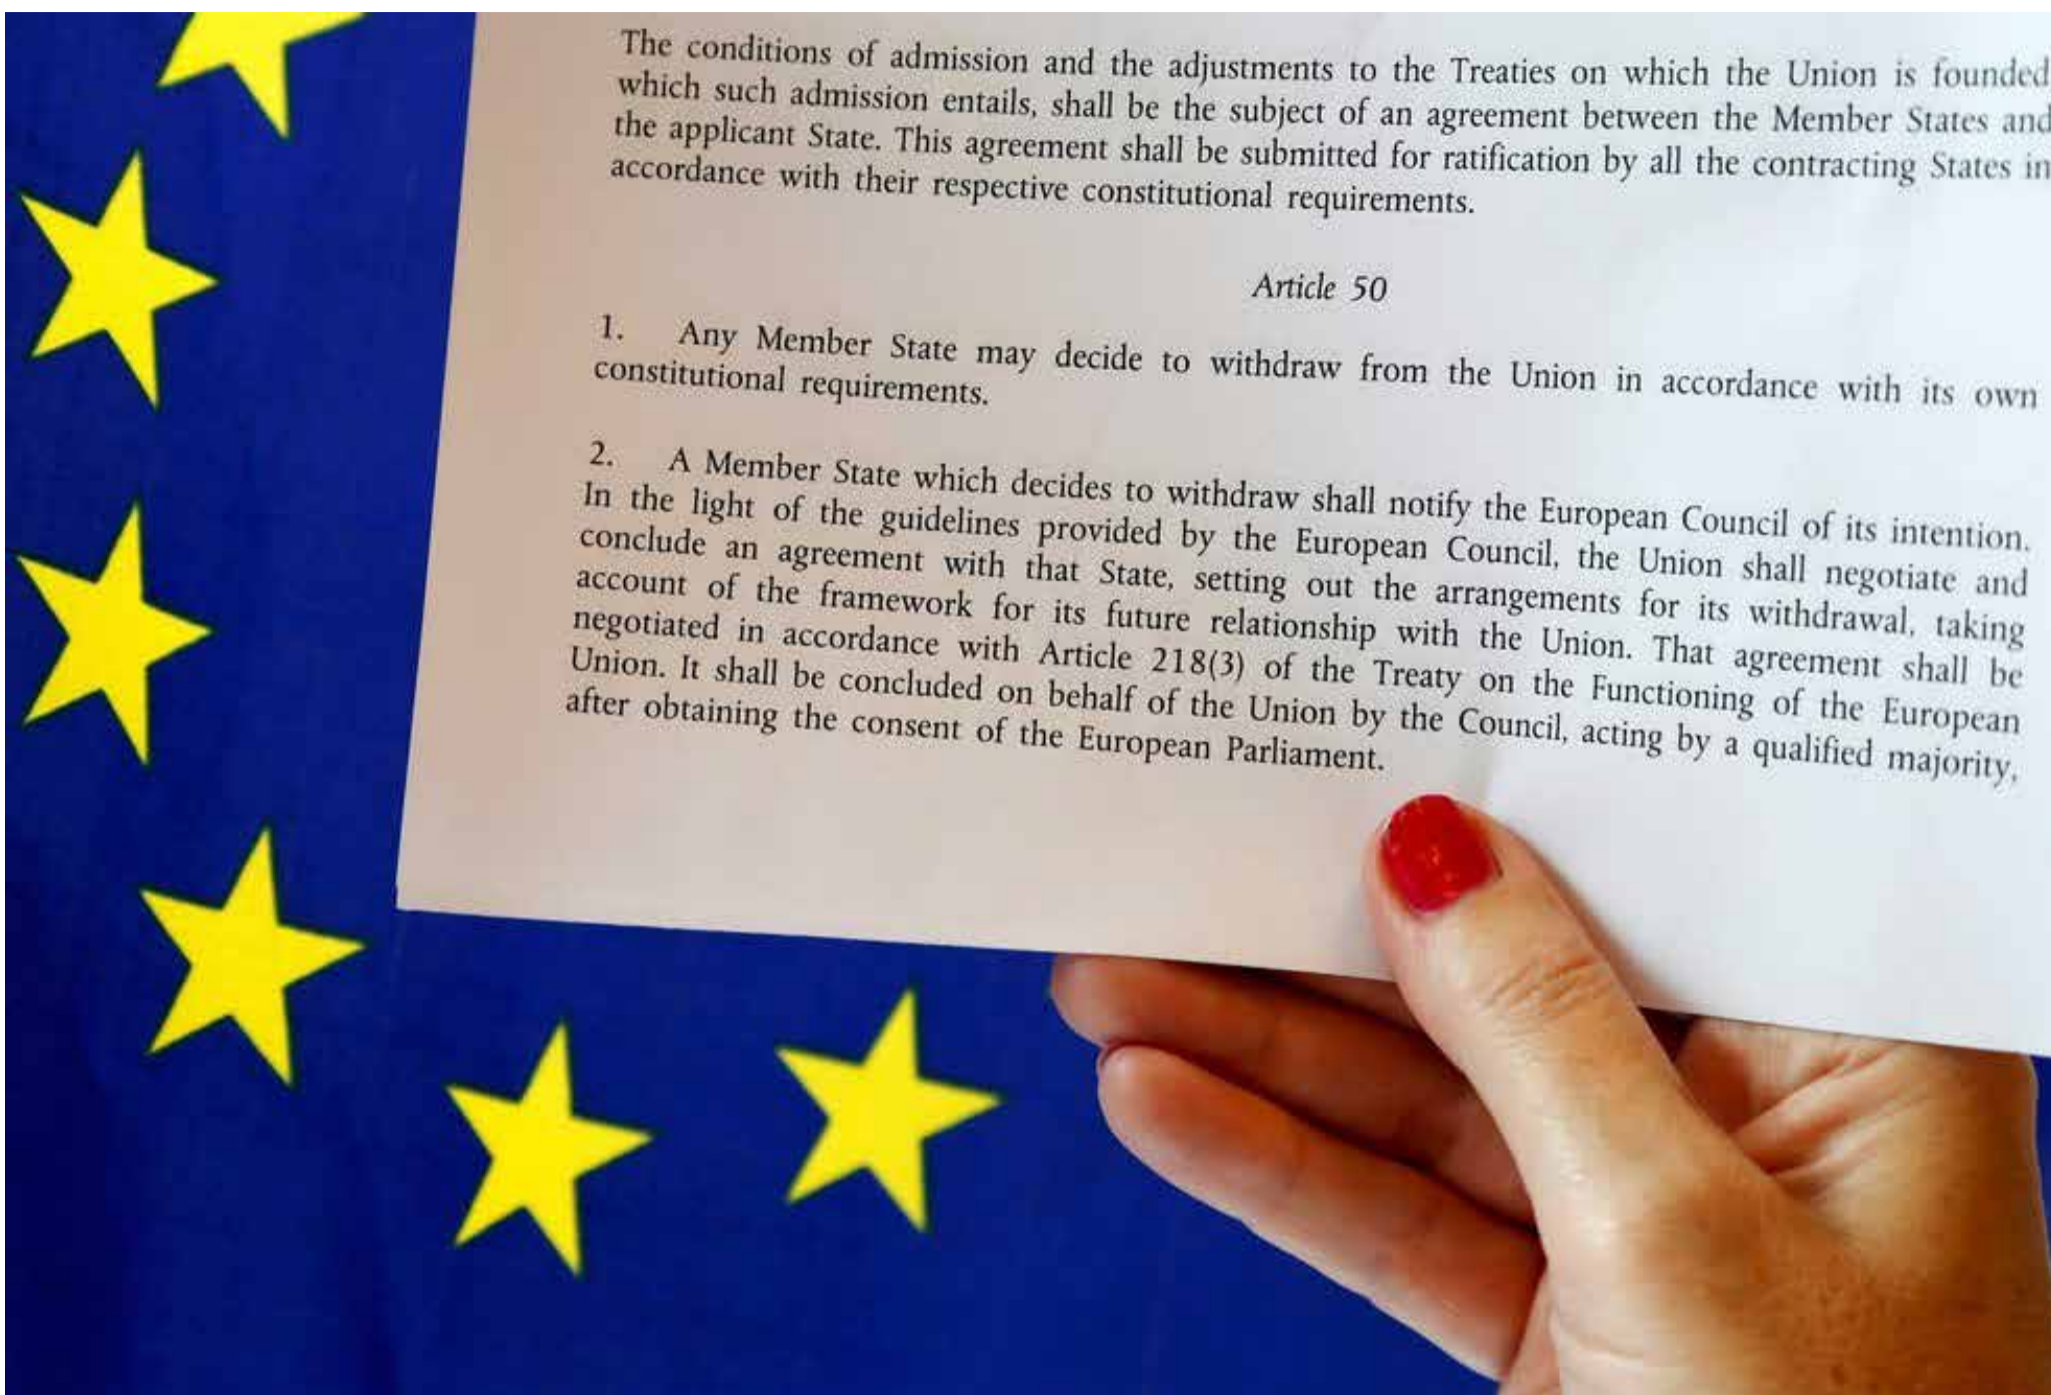 The conditions of admission and the adjustments to the Treaties on which the Union is founded
which such admission entails, shall be the subject of an agreement between the Member States and
the applicant State. This agreement shall be submitted for ratification by all the contracting States in
accordance with their respective constitutional requirements.
Article 50
1. Any Member State may decide to withdraw from the Union in accordance with its own
constitutional requirements.
2. A Member State which decides to withdraw shall notify the European Council of its intention.
In the light of the guidelines provided by the European Council, the Union shall negotiate and
conclude an agreement with that State, setting out the arrangements for its withdrawal, taking
account of the framework for its future relationship with the Union. That agreement shall be
negotiated in accordance with Article 218(3) of the Treaty on the Functioning of the European
Union. It shall be concluded on behalf of the Union by the Council, acting by a qualified majority,
after obtaining the consent of the European Parliament.